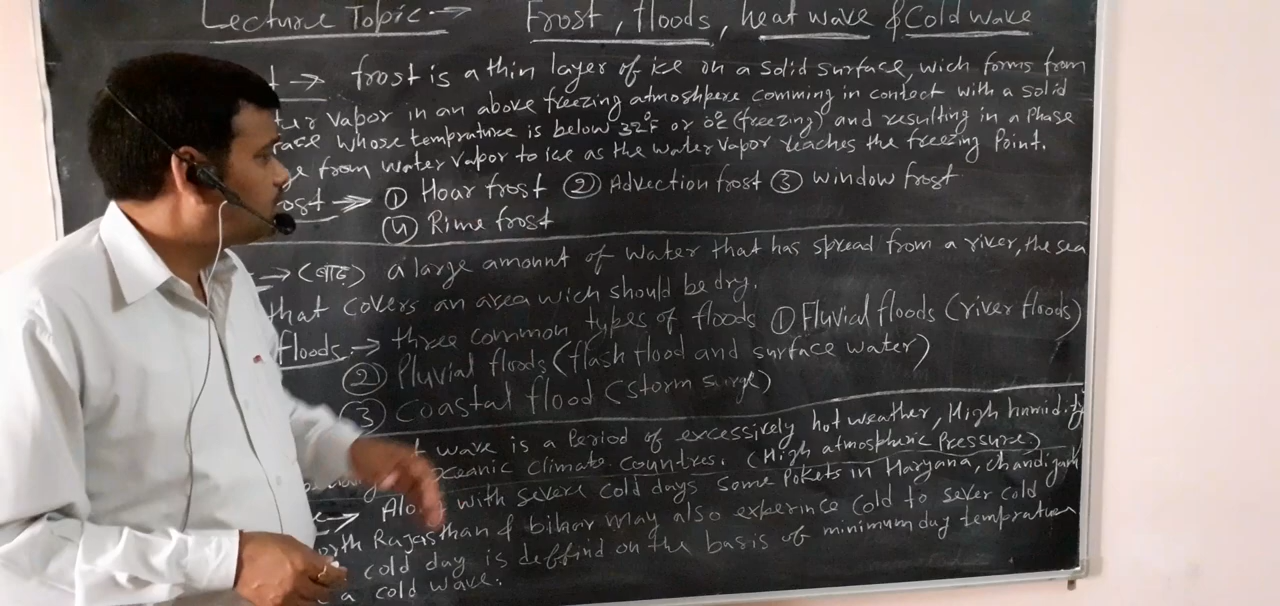 Lecture Topic → Frost, floods, heat wave & Cold wave
→ frost is a thin layer of ice on a solid surface, wich forms from
vapor in an above freezing atmoshpere comming in contect with a solid
whose temprature is below 32°F or 0°c (freezing) and resulting in a Phase
from water vapor to ice as the water vapor reaches the freezing Point.
① Hoar frost ② Advection frost ③ window frost
④ Rime frost
→ (बाढ़) a large amount of water that has spread from a river, the sea
that covers an area wich should be dry.
floods → three common types of floods ① Fluvial floods (river floods)
② Pluvial floods (flash flood and surface water)
③ Coastal flood (storm surge)
wave is a Period of excessively hot weather, High humidity
oceanic climate countres. (High atmospheric Pressure)
→ with severe cold days some Pokets in Haryana, chandigarh
Rajasthan & bihar may also experince cold to sever cold
cold day is deffind on the basis of minimum day temprature
a cold wave.